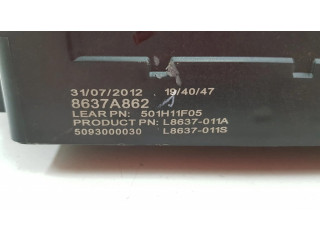 31/07/2012 19/40/47
8637A862
LEAR PN: 501H11F05
PRODUCT PN: L8637-011A
5093000030 L8637-011S